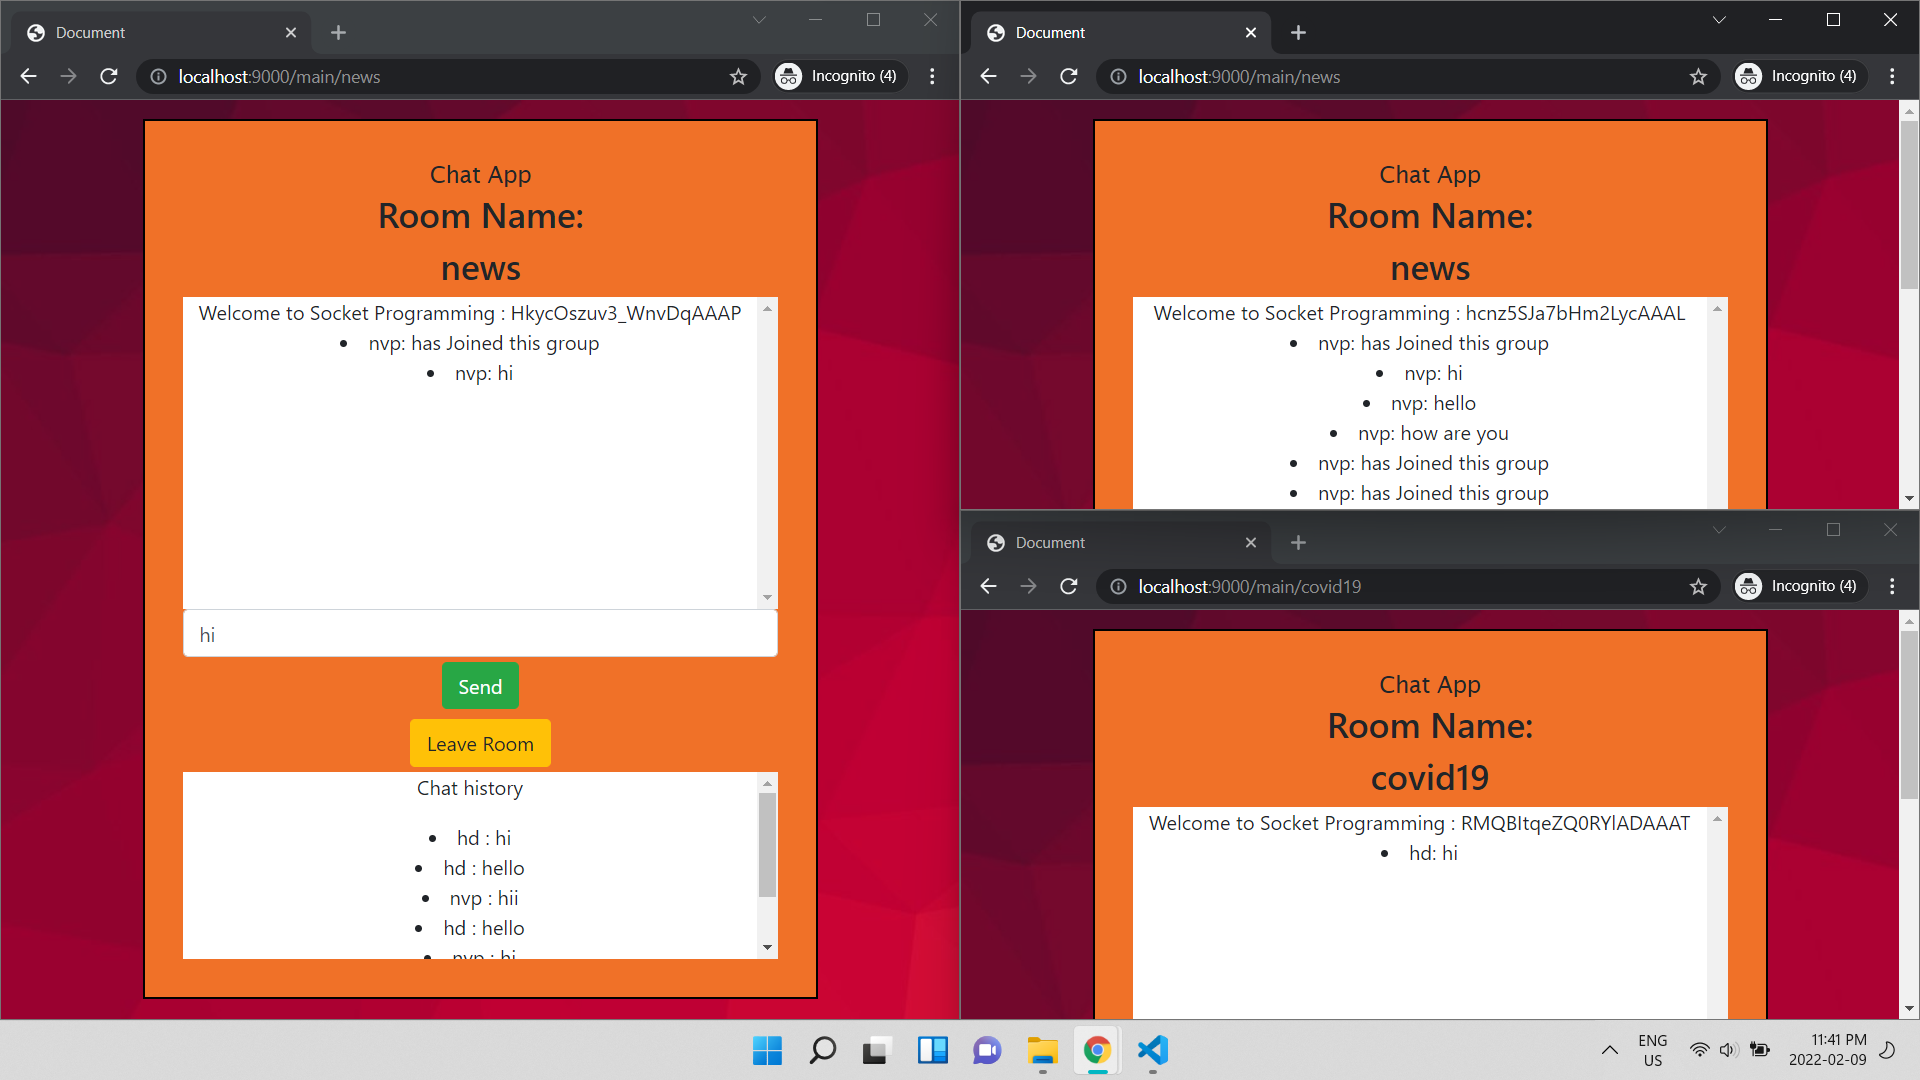 Document
localhost:9000/main/news
Incognito (4)
Chat App
Room Name:
news
Welcome to Socket Programming : HkycOszuv3_WnvDqAAAP
nvp: has Joined this group
nvp: hi
hi
Send
Leave Room
Chat history
hd : hi
hd : hello
nvp : hii
hd : hello
nvp : hi
Document
localhost:9000/main/news
Incognito (4)
Chat App
Room Name:
news
Welcome to Socket Programming : hcnz5SJa7bHm2LycAAAL
nvp: has Joined this group
nvp: hi
nvp: hello
nvp: how are you
nvp: has Joined this group
nvp: has Joined this group
Document
localhost:9000/main/covid19
Incognito (4)
Chat App
Room Name:
covid19
Welcome to Socket Programming : RMQBItqeZQ0RYlADAAAT
hd: hi
ENG
US
11:41 PM
2022-02-09